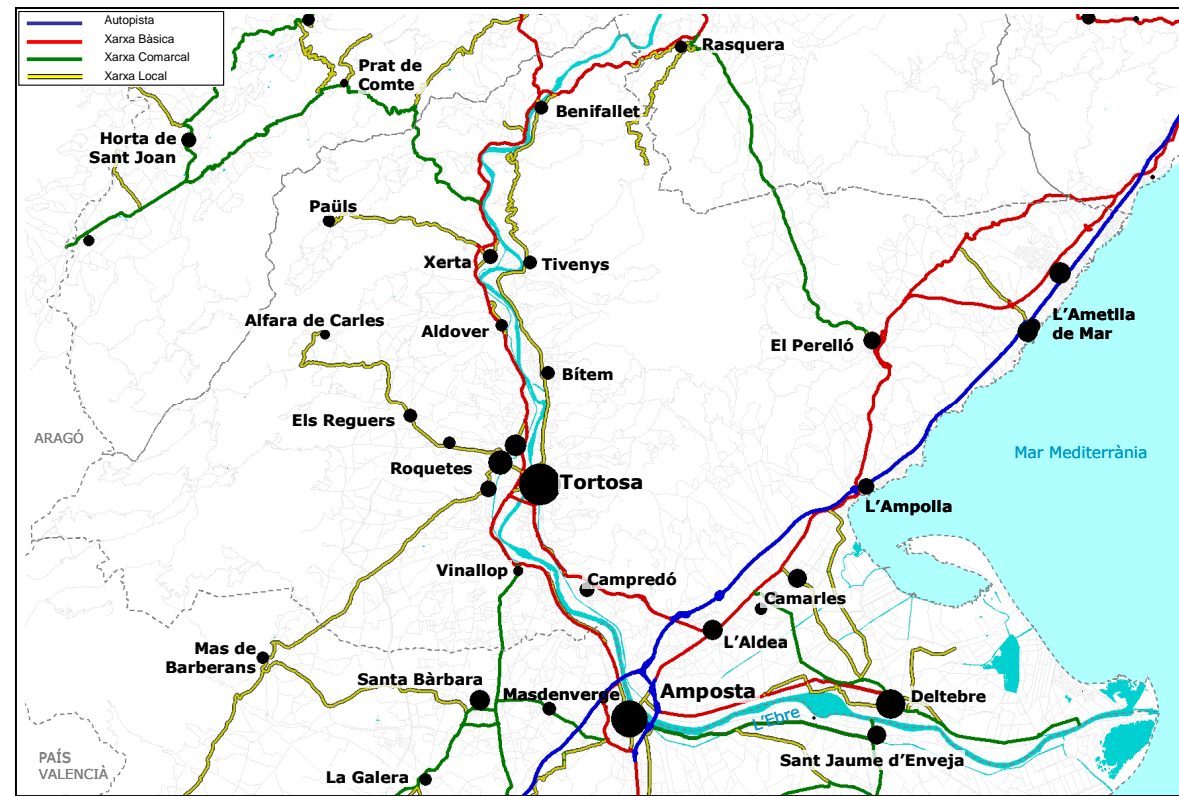 Autopista
Xarxa Bàsica
Xarxa Comarcal
Xarxa Local
Rasquera
Prat de
Comte
Benifallet
Horta de
Sant Joan
Paüls
Xerta
Tivenys
Alfara de Carles
Aldover
L'Ametlla
de Mar
El Perelló
Bítem
Els Reguers
ARAGÓ
Mar Mediterrània
Roquetes
Tortosa
L'Ampolla
Vinallop
Campredó
Camarles
L'Aldea
Mas de
Barberans
Santa Bàrbara
Masdenverge
Amposta
Deltebre
L'Ebre
PAÍS
VALENCIÀ
Sant Jaume d'Enveja
La Galera